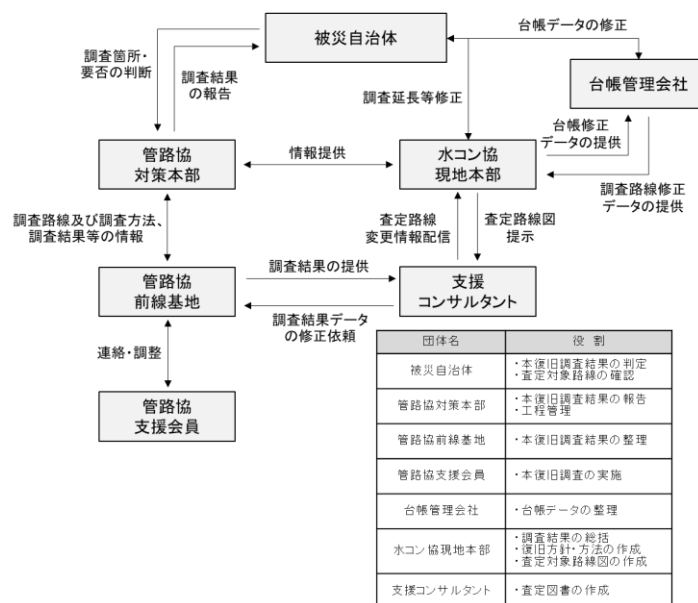 被災自治体
台帳データの修正
調査箇所・
要否の判断
調査結果
の報告
調査延長等修正
台帳管理会社
台帳修正
データの提供
管路協
対策本部
情報提供
水コン協
現地本部
調査路線修正
データの提供
調査路線及び調査方法、
調査結果等の情報
査定路線
変更情報配信
査定路線図
提示
管路協
前線基地
調査結果の提供
支援
コンサルタント
調査結果データ
の修正依頼
連絡・調整
管路協
支援会員
団体名 役割
被災自治体 ・本復旧調査結果の判定
・査定対象路線の確認
管路協対策本部 ・本復旧調査結果の報告
・工程管理
管路協前線基地 ・本復旧調査結果の整理
管路協支援会員 ・本復旧調査の実施
台帳管理会社 ・台帳データの整理
水コン協現地本部 ・調査結果の総括
・復旧方針・方法の作成
・査定対象路線図の作成
支援コンサルタント ・査定図書の作成